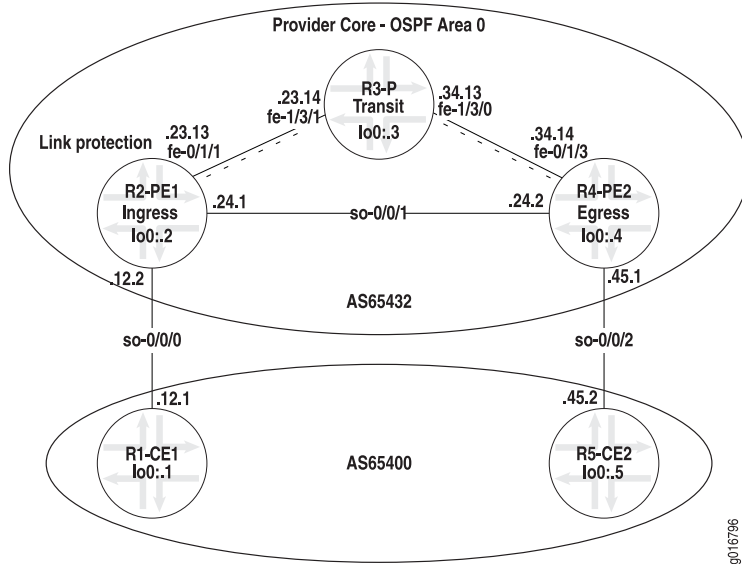 Provider Core - OSPF Area 0
R3-P
Transit
lo0:.3
.23.14
fe-1/3/1
.34.13
fe-1/3/0
Link protection
.23.13
fe-0/1/1
.34.14
fe-0/1/3
R2-PE1
Ingress
lo0:.2
.24.1
so-0/0/1
.24.2
R4-PE2
Egress
lo0:.4
.12.2
.45.1
AS65432
so-0/0/0
so-0/0/2
.12.1
.45.2
R1-CE1
lo0:.1
AS65400
R5-CE2
lo0:.5
g016796